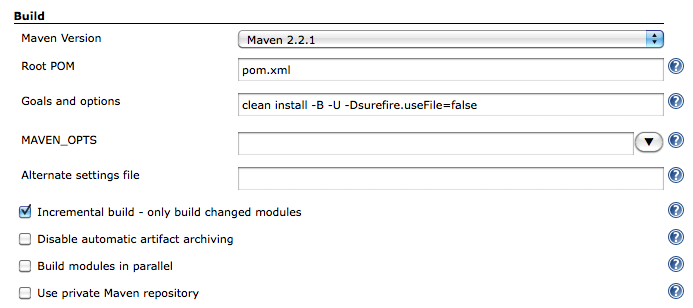 Build
Maven Version Maven 2.2.1
Root POM pom.xml
Goals and options clean install -B -U -Dsurefire.useFile=false
MAVEN_OPTS
Alternate settings file
Incremental build - only build changed modules
Disable automatic artifact archiving
Build modules in parallel
Use private Maven repository